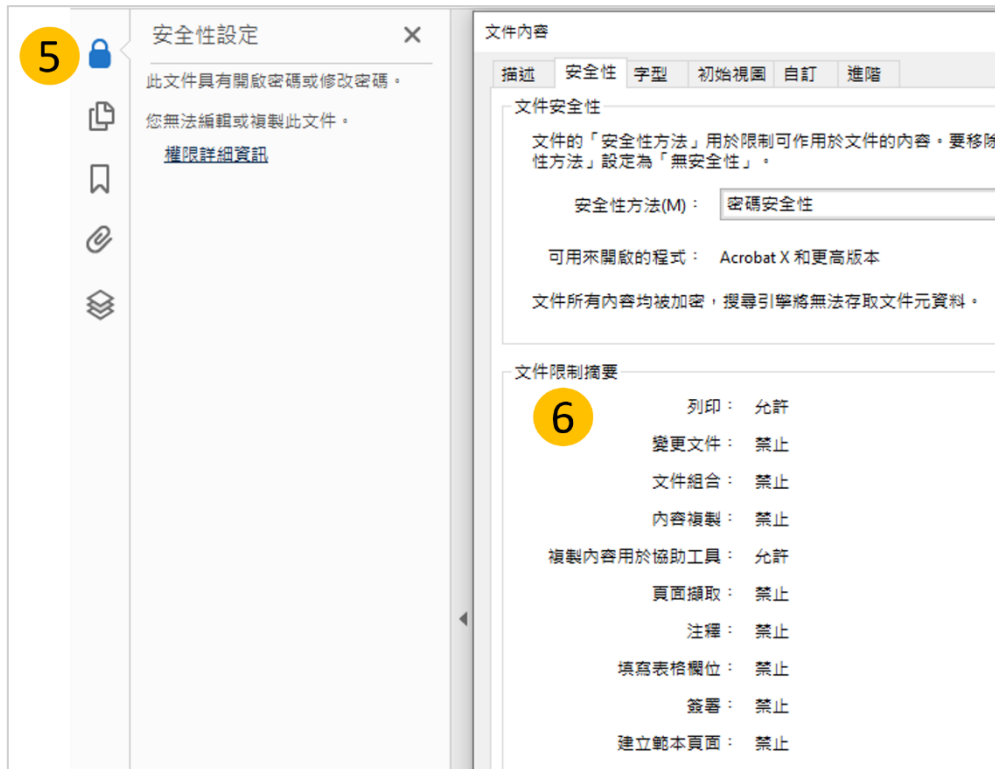 5
安全性設定
此文件具有開啟密碼或修改密碼。
您無法編輯或複製此文件。
權限詳細資訊
文件內容
描述 安全性 字型 初始視圖 自訂 進階
文件安全性
文件的「安全性方法」用於限制可作用於文件的內容。要移除
性方法」設定為「無安全性」。
安全性方法(M)： 密碼安全性
可用來開啟的程式： Acrobat X 和更高版本
文件所有內容均被加密，搜尋引擎將無法存取文件元資料。
文件限制摘要
6
列印： 允許
變更文件： 禁止
文件組合： 禁止
內容複製： 禁止
複製內容用於協助工具： 允許
頁面擷取： 禁止
注釋： 禁止
填寫表格欄位： 禁止
簽署： 禁止
建立範本頁面： 禁止